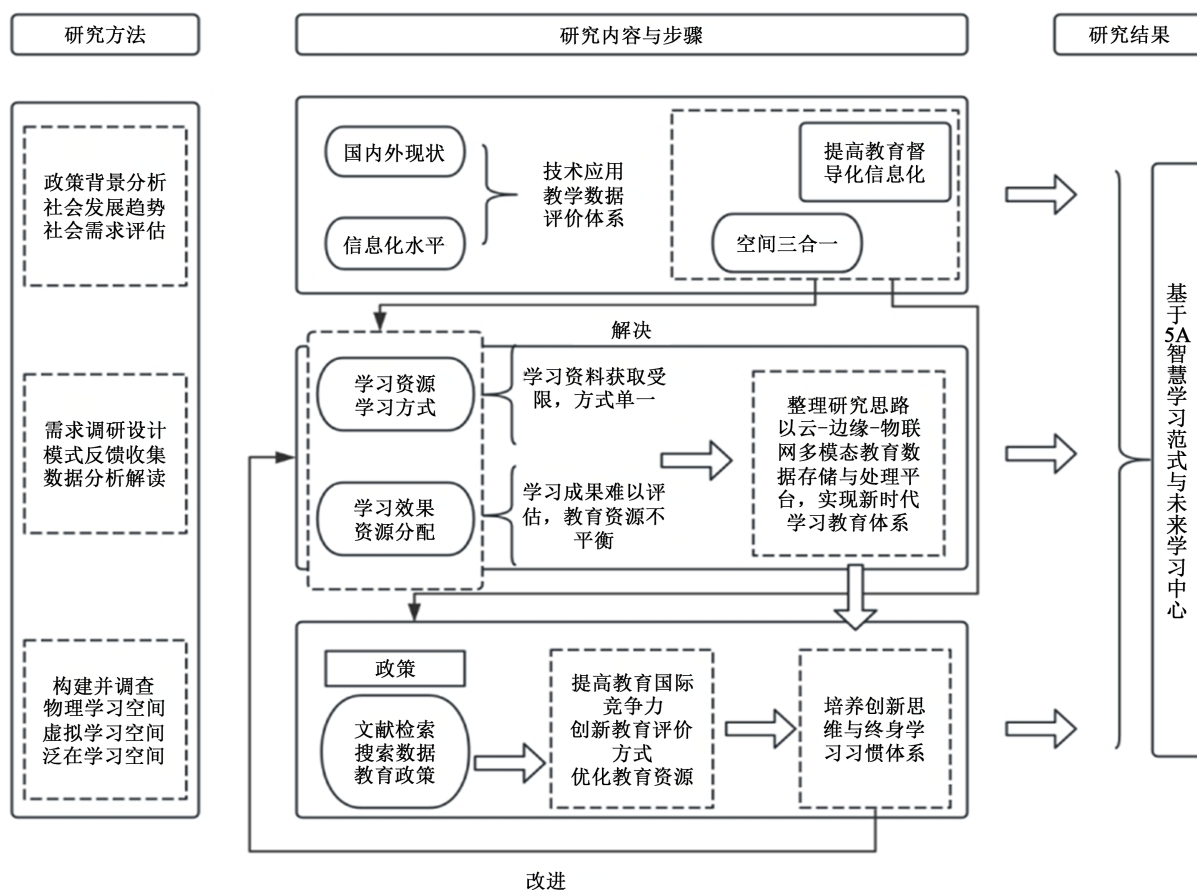 研究方法
研究内容与步骤
研究结果
政策背景分析
社会发展趋势
社会需求评估
国内外现状
信息化水平
技术应用
教学数据
评价体系
提高教育督
导化信息化
空间三合一
解决
需求调研设计
模式反馈收集
数据分析解读
学习资源
学习方式
学习资料获取受
限，方式单一
学习效果
资源分配
学习成果难以评
估，教育资源不
平衡
整理研究思路
以云-边缘-物联
网多模态教育数
据存储与处理平
台，实现新时代
学习教育体系
构建并调查
物理学习空间
虚拟学习空间
泛在学习空间
政策
文献检索
搜索数据
教育政策
提高教育国际
竞争力
创新教育评价
方式
优化教育资源
培养创新思
维与终身学
习习惯体系
改进
基于5A智慧学习范式与未来学习中心